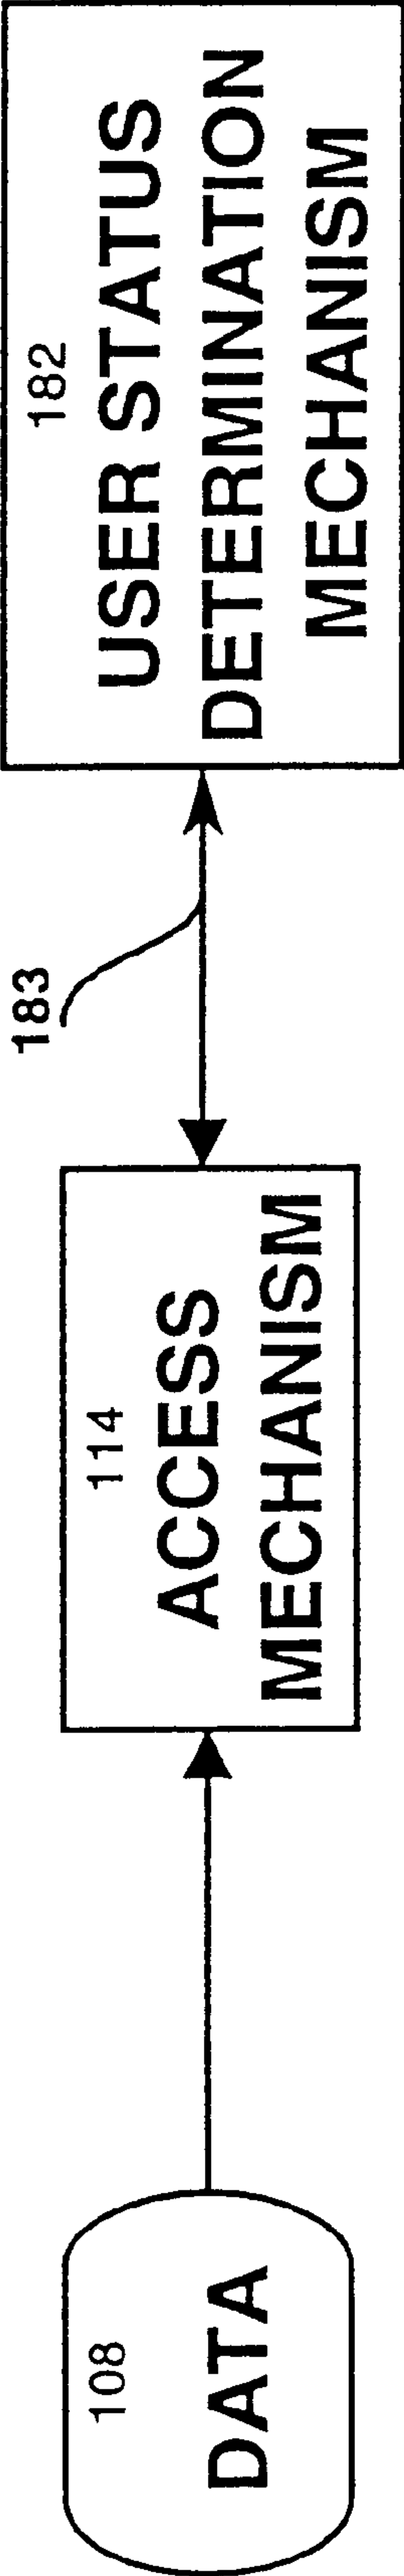 108
DATA
114
ACCESS
MECHANISM
183
182
USER STATUS
DETERMINATION
MECHANISM